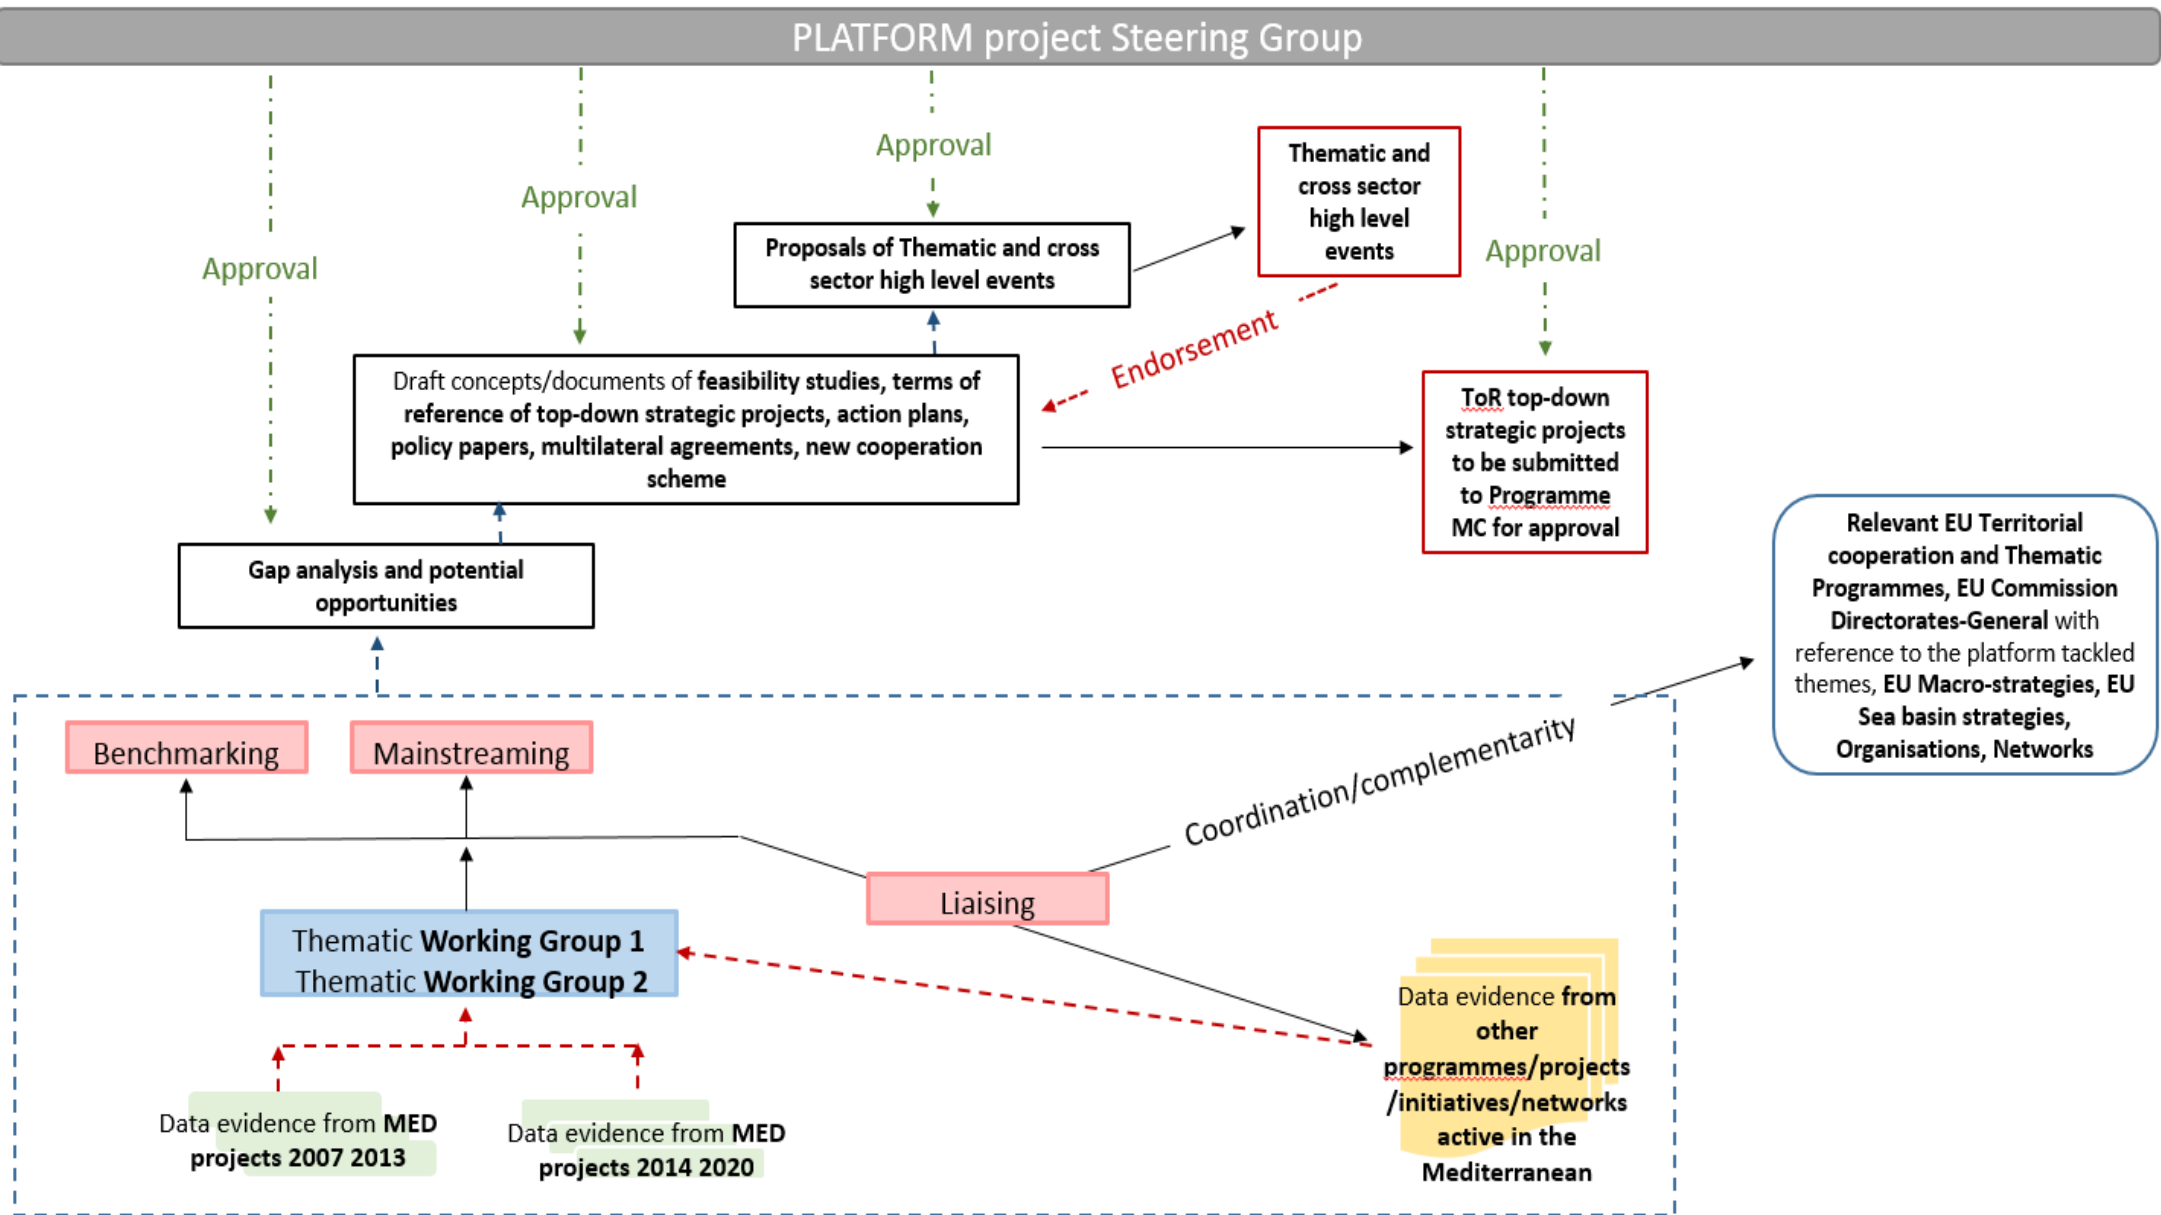 PLATFORM project Steering Group
Approval
Approval
Approval
Approval
Thematic and
cross sector
high level
events
Proposals of Thematic and cross
sector high level events
Endorsement
Draft concepts/documents of feasibility studies, terms of
reference of top-down strategic projects, action plans,
policy papers, multilateral agreements, new cooperation
scheme
ToR top-down
strategic projects
to be submitted
to Programme
MC for approval
Gap analysis and potential
opportunities
Relevant EU Territorial
cooperation and Thematic
Programmes, EU Commission
Directorates-General with
reference to the platform tackled
themes, EU Macro-strategies, EU
Sea basin strategies,
Organisations, Networks
Benchmarking
Mainstreaming
Coordination/complementarity
Liaising
Thematic Working Group 1
Thematic Working Group 2
Data evidence from
other
programmes/projects
/initiatives/networks
active in the
Mediterranean
Data evidence from MED
projects 2007 2013
Data evidence from MED
projects 2014 2020